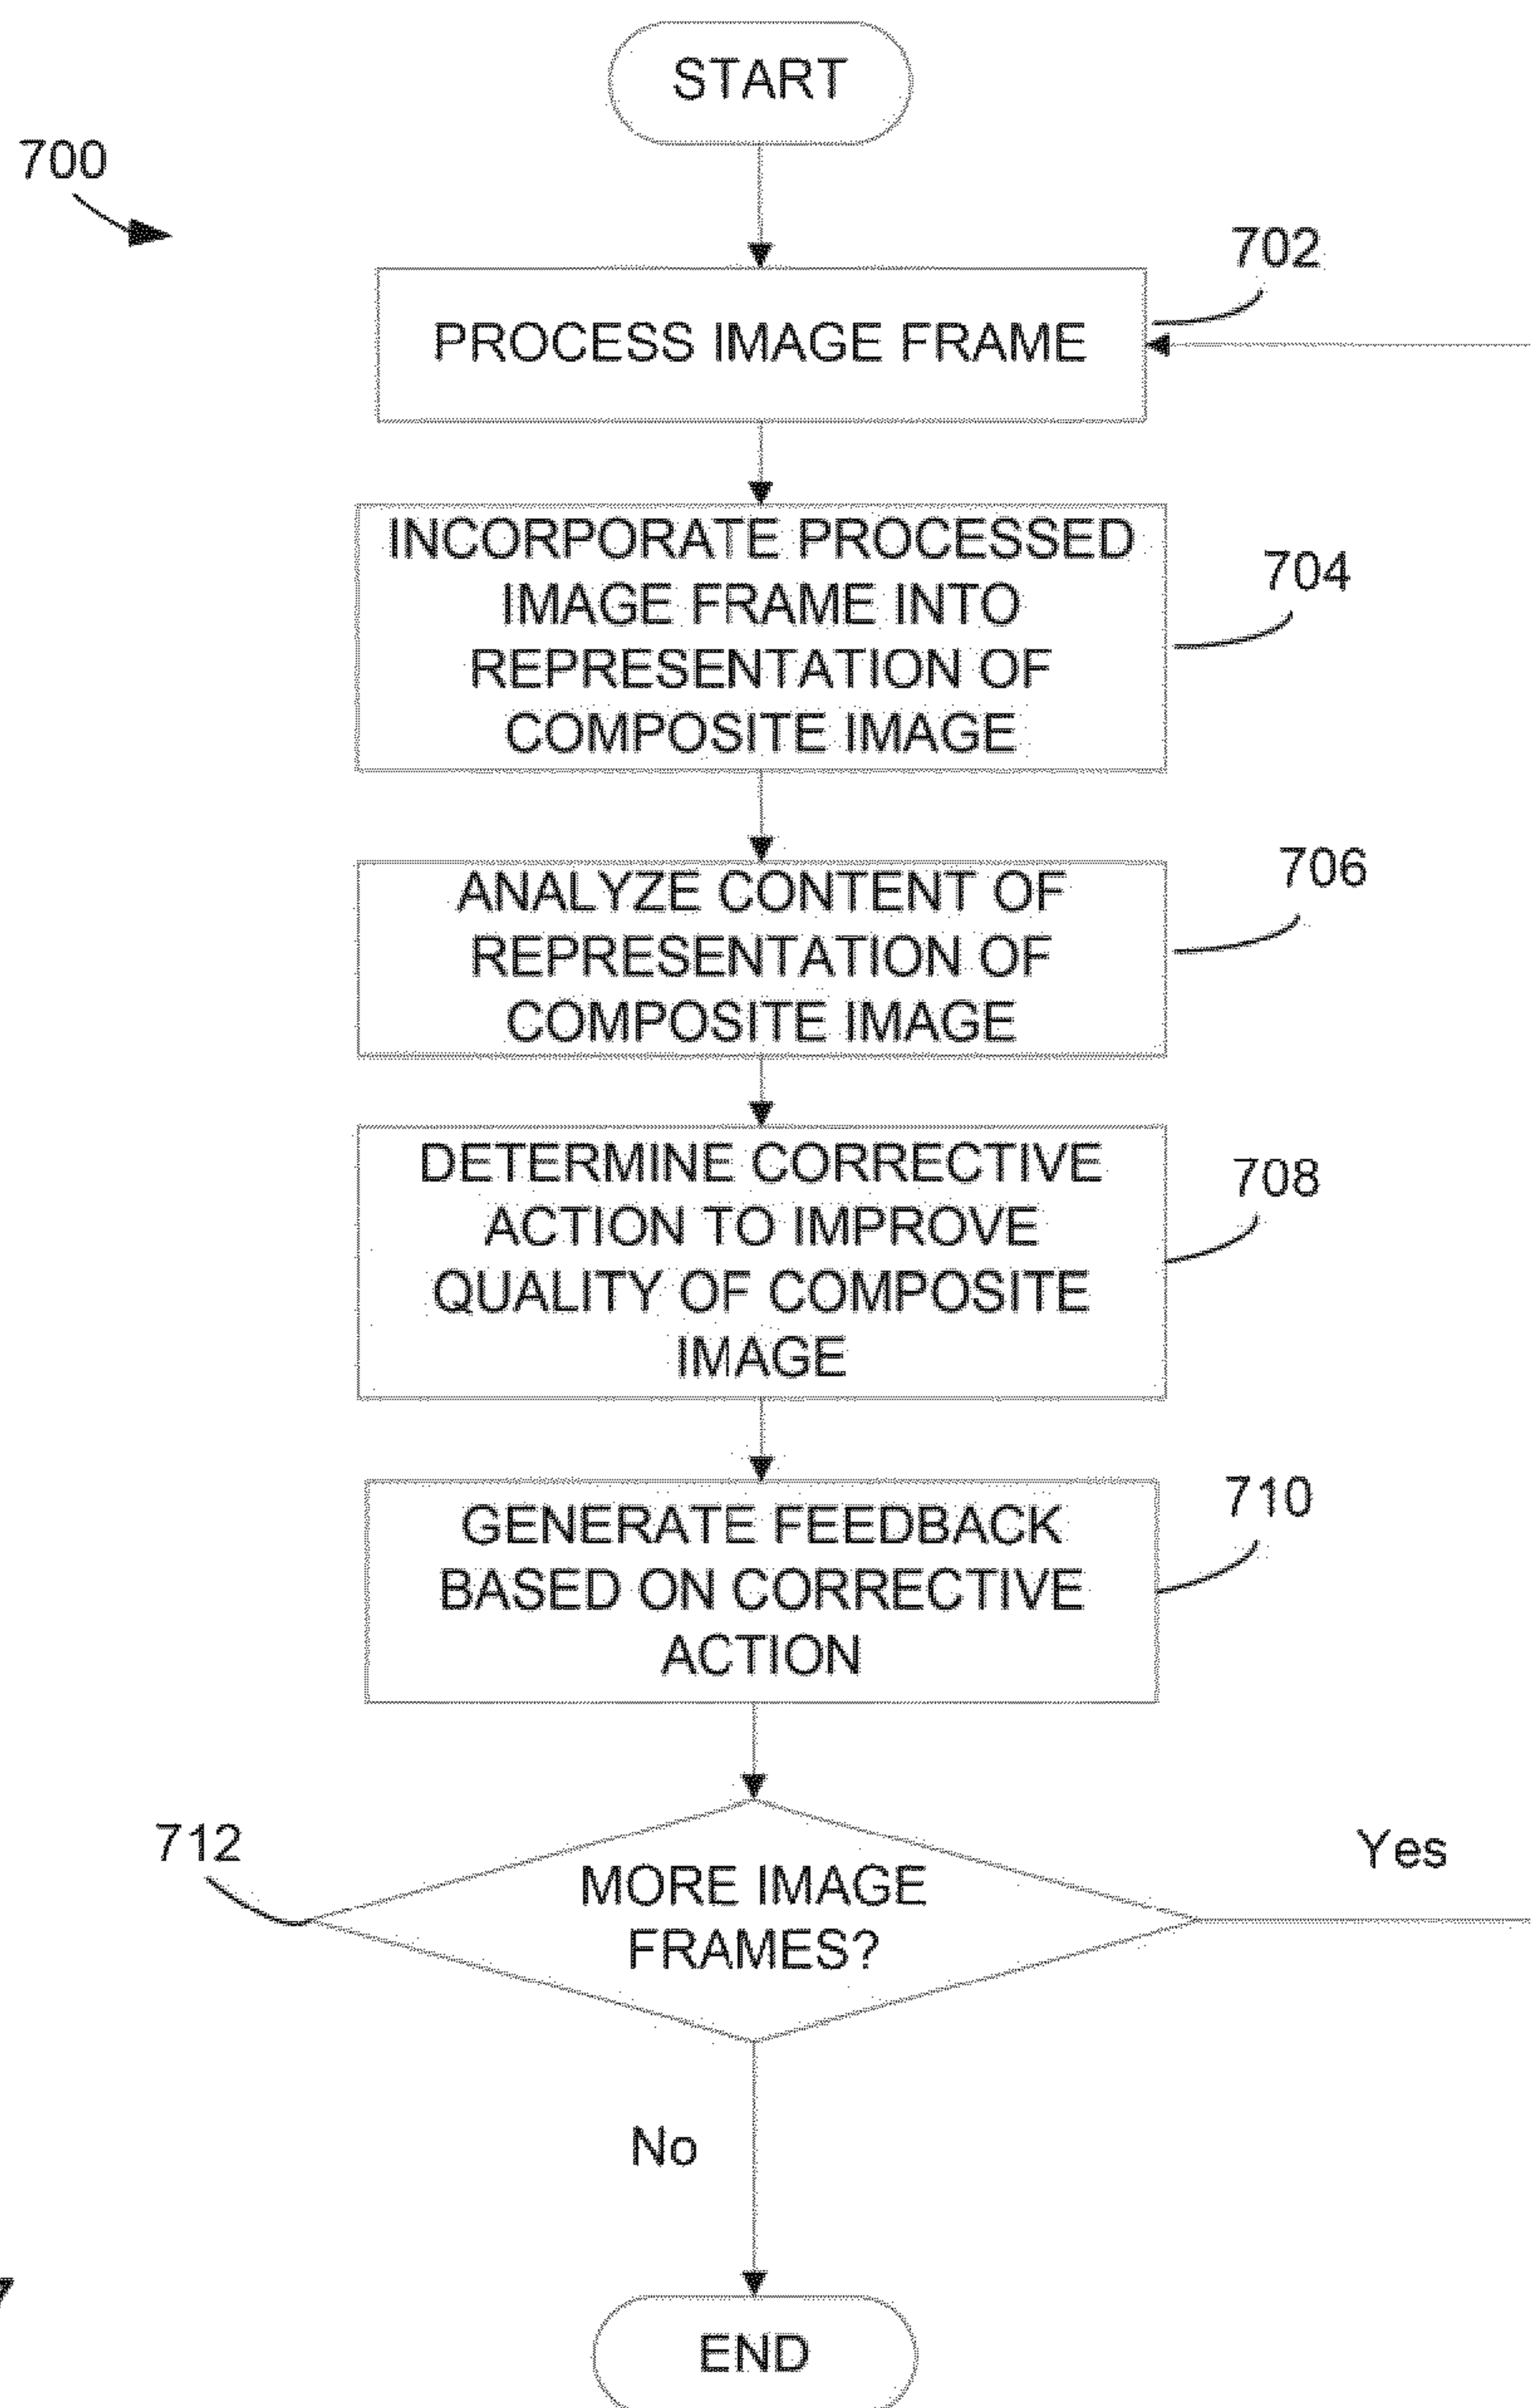 START
700
702
PROCESS IMAGE FRAME
INCORPORATE PROCESSED
IMAGE FRAME INTO
REPRESENTATION OF
COMPOSITE IMAGE
704
ANALYZE CONTENT OF
REPRESENTATION OF
COMPOSITE IMAGE
706
DETERMINE CORRECTIVE
ACTION TO IMPROVE
QUALITY OF COMPOSITE
IMAGE
708
GENERATE FEEDBACK
BASED ON CORRECTIVE
ACTION
710
712
MORE IMAGE
FRAMES?
Yes
No
END